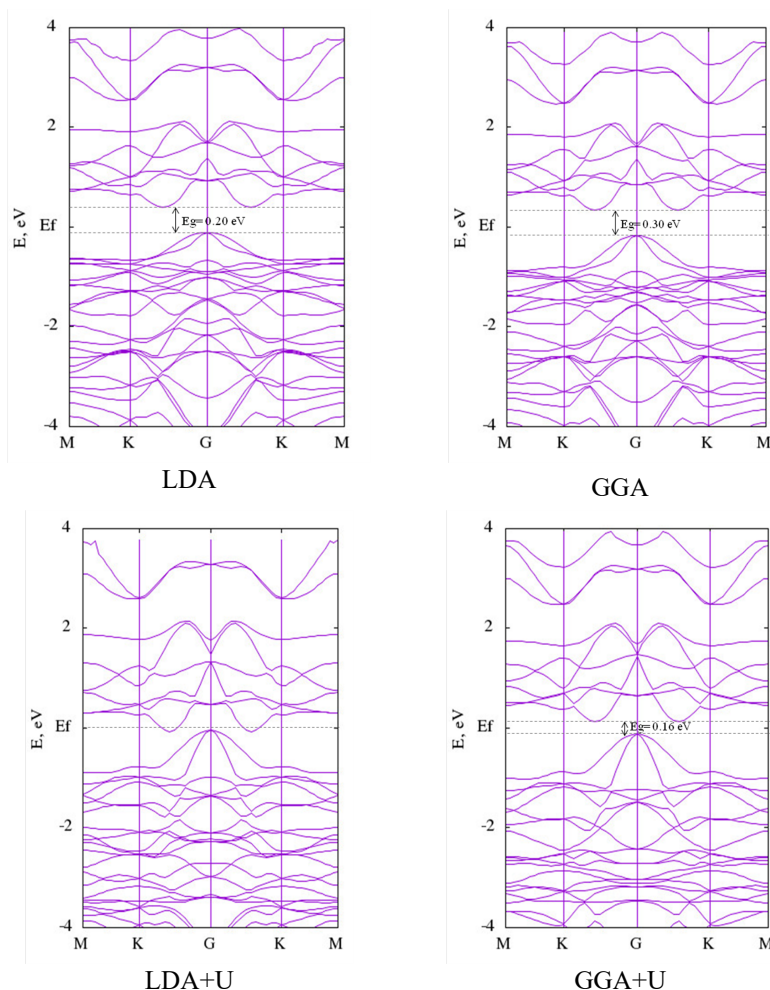 4
2
E, eV
Ef
Eg=0.20 eV
-2
-4
M K G K M
LDA
4
2
E, eV
Ef
Eg=0.30 eV
-2
-4
M K G K M
GGA
4
2
E, eV
Ef
-2
-4
M K G K M
LDA+U
4
2
E, eV
Ef
Eg=0.16 eV
-2
-4
M K G K M
GGA+U